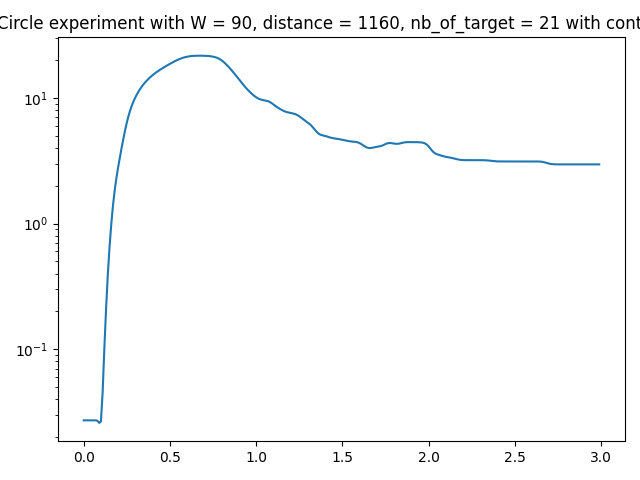 Circle experiment with W = 90, distance = 1160, nb_of_target = 21 with cont
10¹
10⁰
10⁻¹
0.0 0.5 1.0 1.5 2.0 2.5 3.0